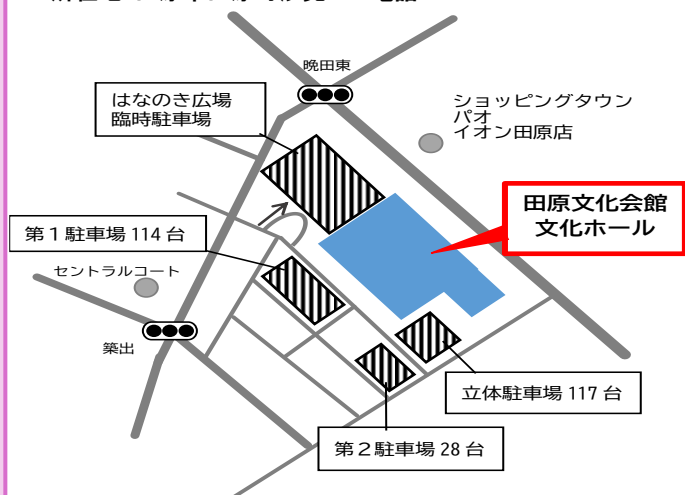 晩田東
はなのき広場
臨時駐車場
ショッピングタウン
パオ
イオン田原店
田原文化会館
文化ホール
第１駐車場 114 台
セントラルコート
築出
立体駐車場 117 台
第２駐車場 28 台